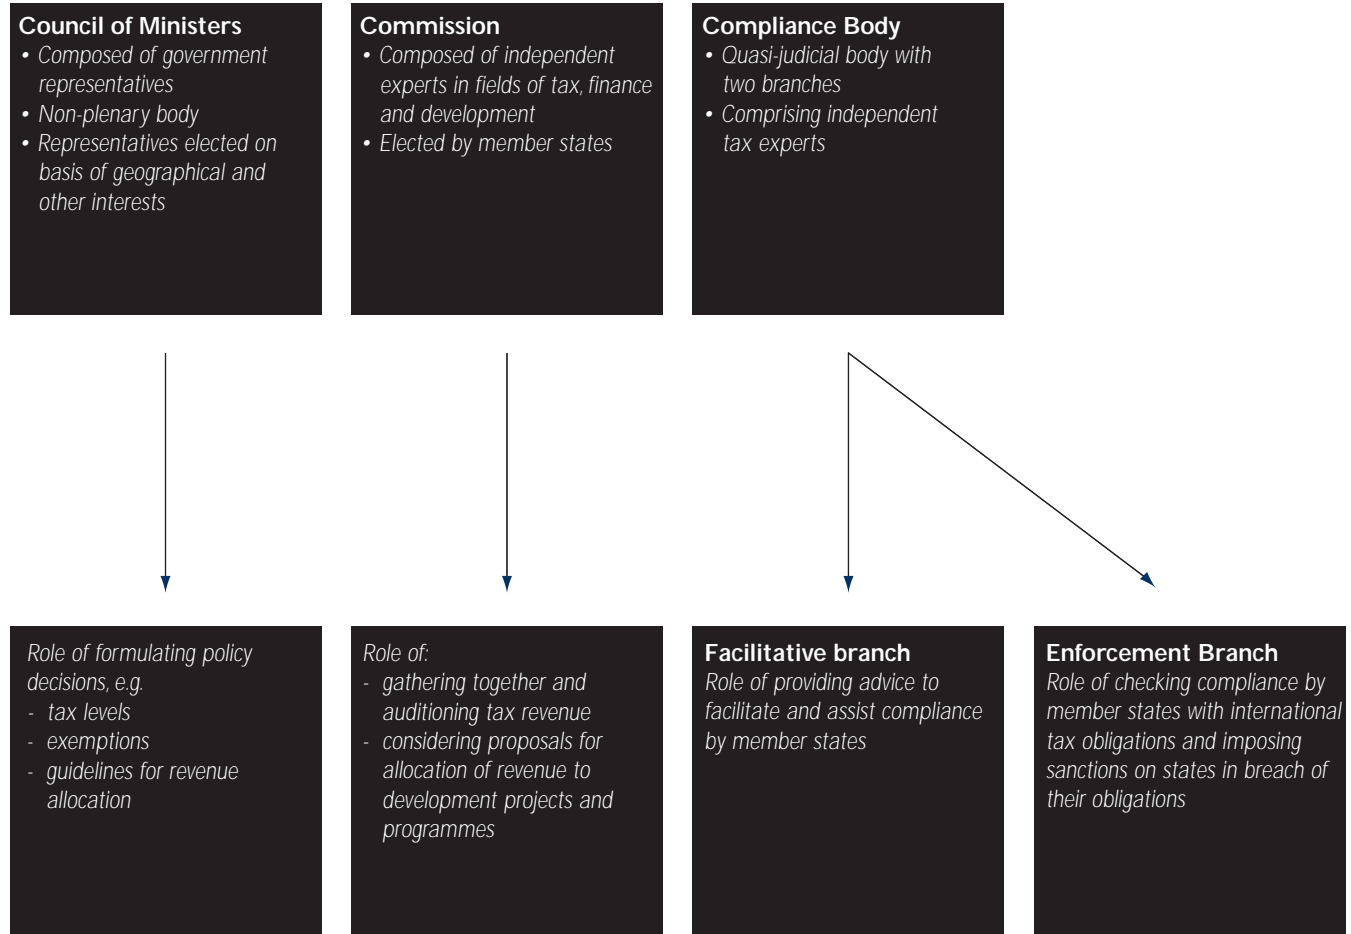 Council of Ministers
• Composed of government
representatives
• Non-plenary body
• Representatives elected on
basis of geographical and
other interests
Commission
• Composed of independent
experts in fields of tax, finance
and development
• Elected by member states
Compliance Body
• Quasi-judicial body with
two branches
• Comprising independent
tax experts
Role of formulating policy
decisions, e.g.
- tax levels
- exemptions
- guidelines for revenue
allocation
Role of:
- gathering together and
auditioning tax revenue
- considering proposals for
allocation of revenue to
development projects and
programmes
Facilitative branch
Role of providing advice to
facilitate and assist compliance
by member states
Enforcement Branch
Role of checking compliance by
member states with international
tax obligations and imposing
sanctions on states in breach of
their obligations